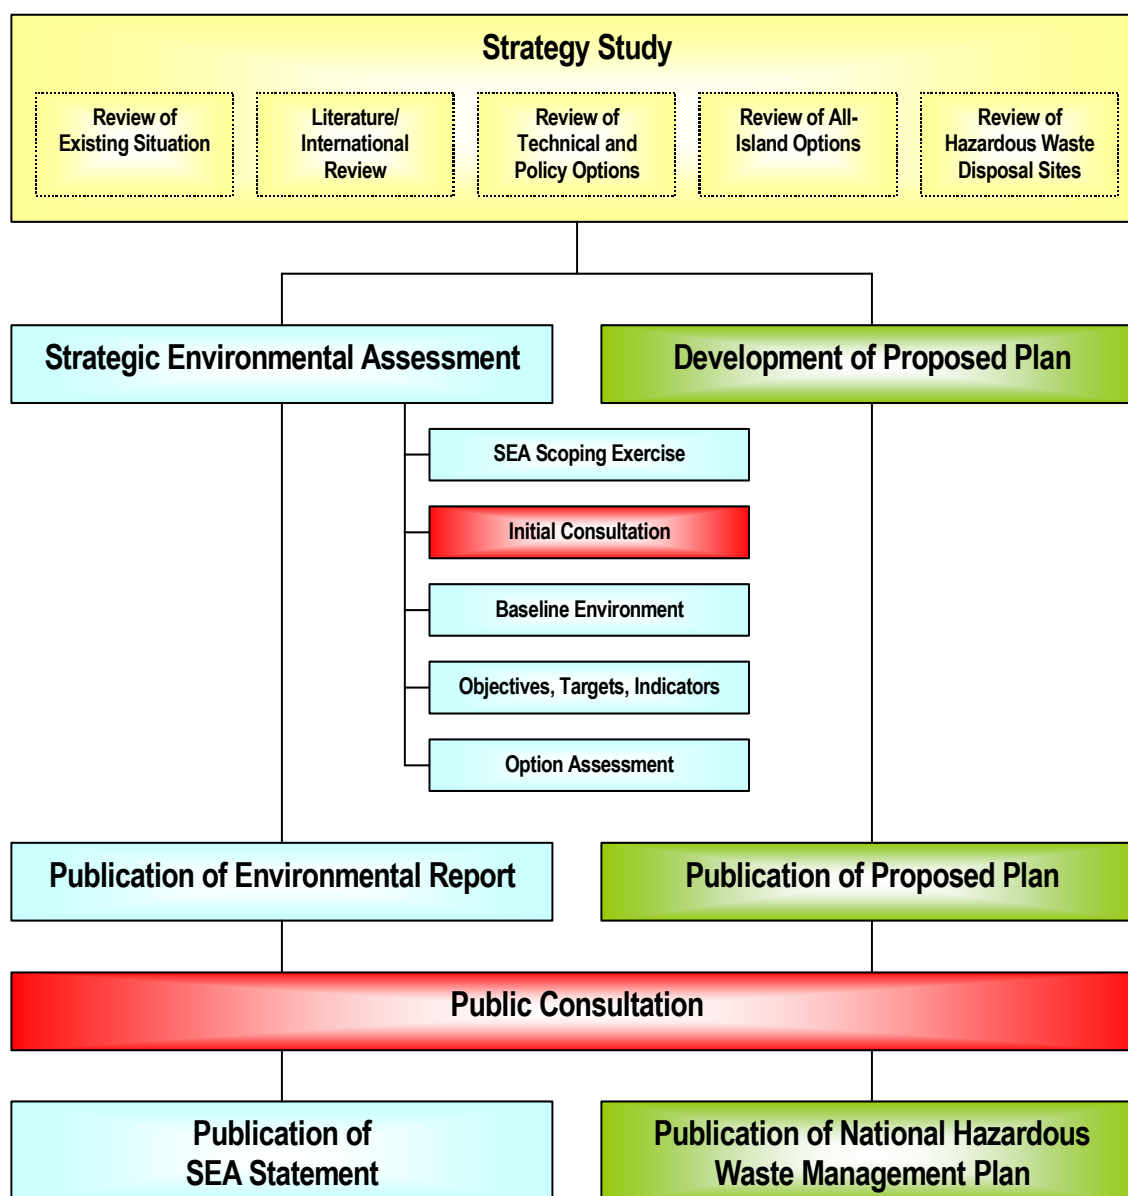 Strategy Study
Review of
Existing Situation
Literature/
International
Review
Review of
Technical and
Policy Options
Review of All-
Island Options
Review of
Hazardous Waste
Disposal Sites
Strategic Environmental Assessment
Development of Proposed Plan
SEA Scoping Exercise
Initial Consultation
Baseline Environment
Objectives, Targets, Indicators
Option Assessment
Publication of Environmental Report
Publication of Proposed Plan
Public Consultation
Publication of
SEA Statement
Publication of National Hazardous
Waste Management Plan